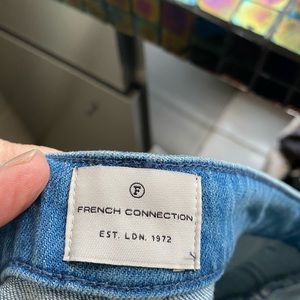 F
FRENCH CONNECTION
EST. LDN. 1972